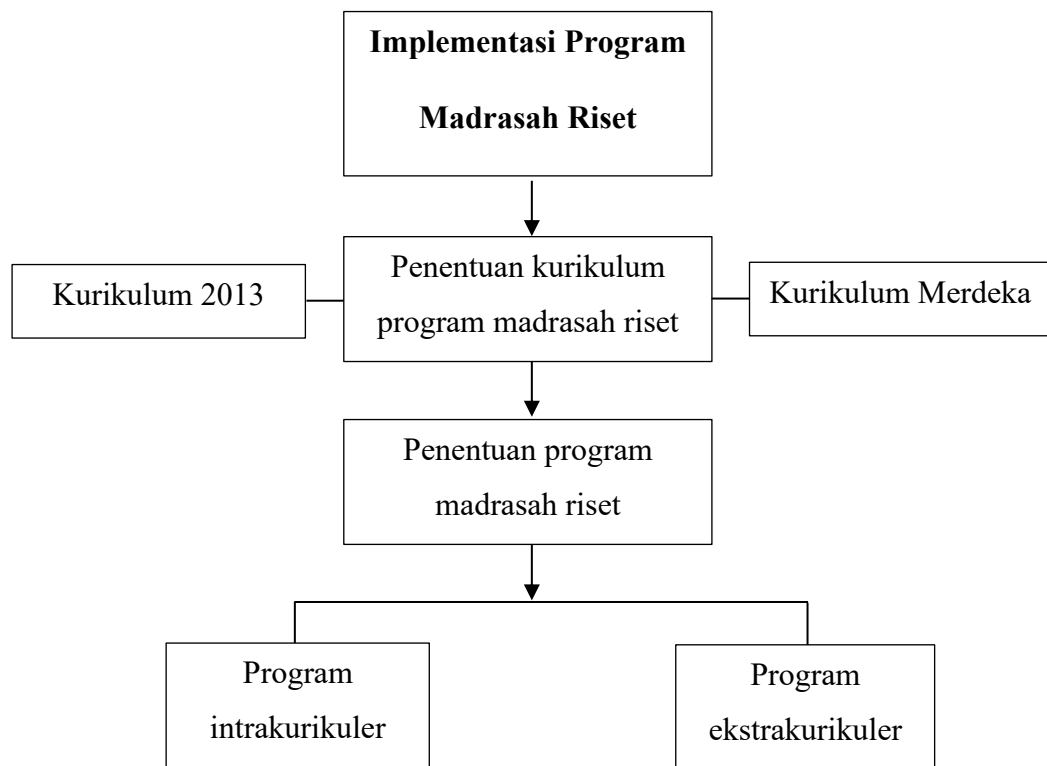 Implementasi Program
Madrasah Riset
Kurikulum 2013
Penentuan kurikulum
program madrasah riset
Kurikulum Merdeka
Penentuan program
madrasah riset
Program
intrakurikuler
Program
ekstrakurikuler